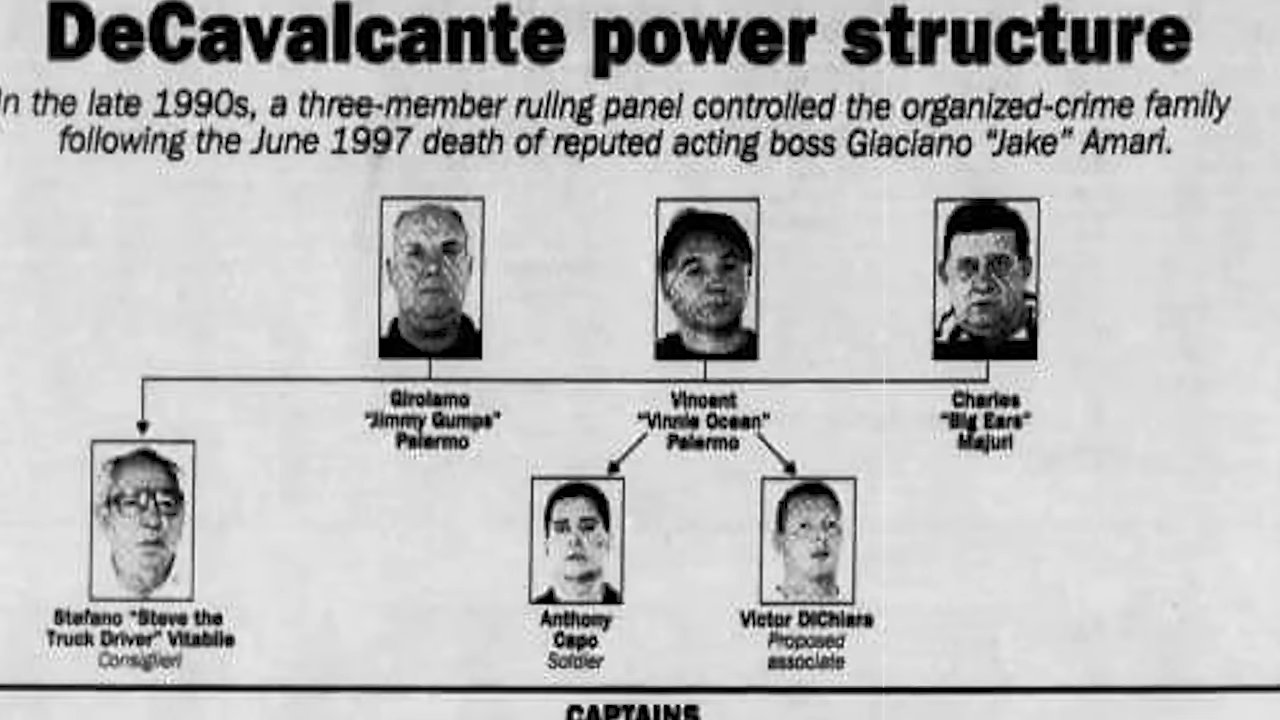 DeCavalcante power structure
In the late 1990s, a three-member ruling panel controlled the organized-crime family
following the June 1997 death of reputed acting boss Giaciano "Jake" Amari.
Girolamo
"Jimmy Gumps"
Palermo
Vincent
"Vinnie Ocean"
Palermo
Charles
"Big Ears"
Majuri
Stefano "Steve the
Truck Driver" Vitabile
Consiglieri
Anthony
Capo
Soldier
Victor DiChiara
Proposed
associate
CAPTAINS